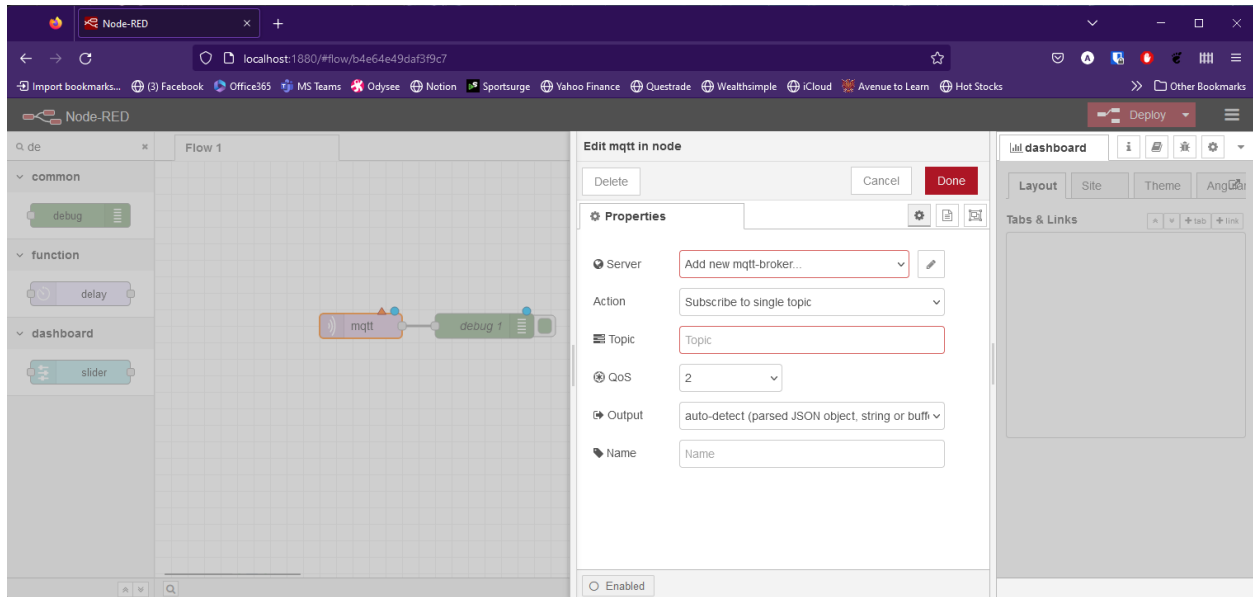 Node-RED
localhost:1880/#flow/b4e64e49daf3f9c7
Import bookmarks... (3) Facebook Office365 MS Teams Odysee Notion Sportsurge Yahoo Finance Questrade Wealthsimple iCloud Avenue to Learn Hot Stocks Other Bookmarks
Node-RED Deploy
de
Flow 1
Edit mqtt in node
dashboard
common
Delete Cancel Done
Layout Site Theme
debug
Properties
Tabs & Links tab link
function
Server Add new mqtt-broker...
delay
Action Subscribe to single topic
dashboard
mqtt debug 1
Topic Topic
slider
QoS 2
Output auto-detect (parsed JSON object, string or buff
Name Name
Enabled